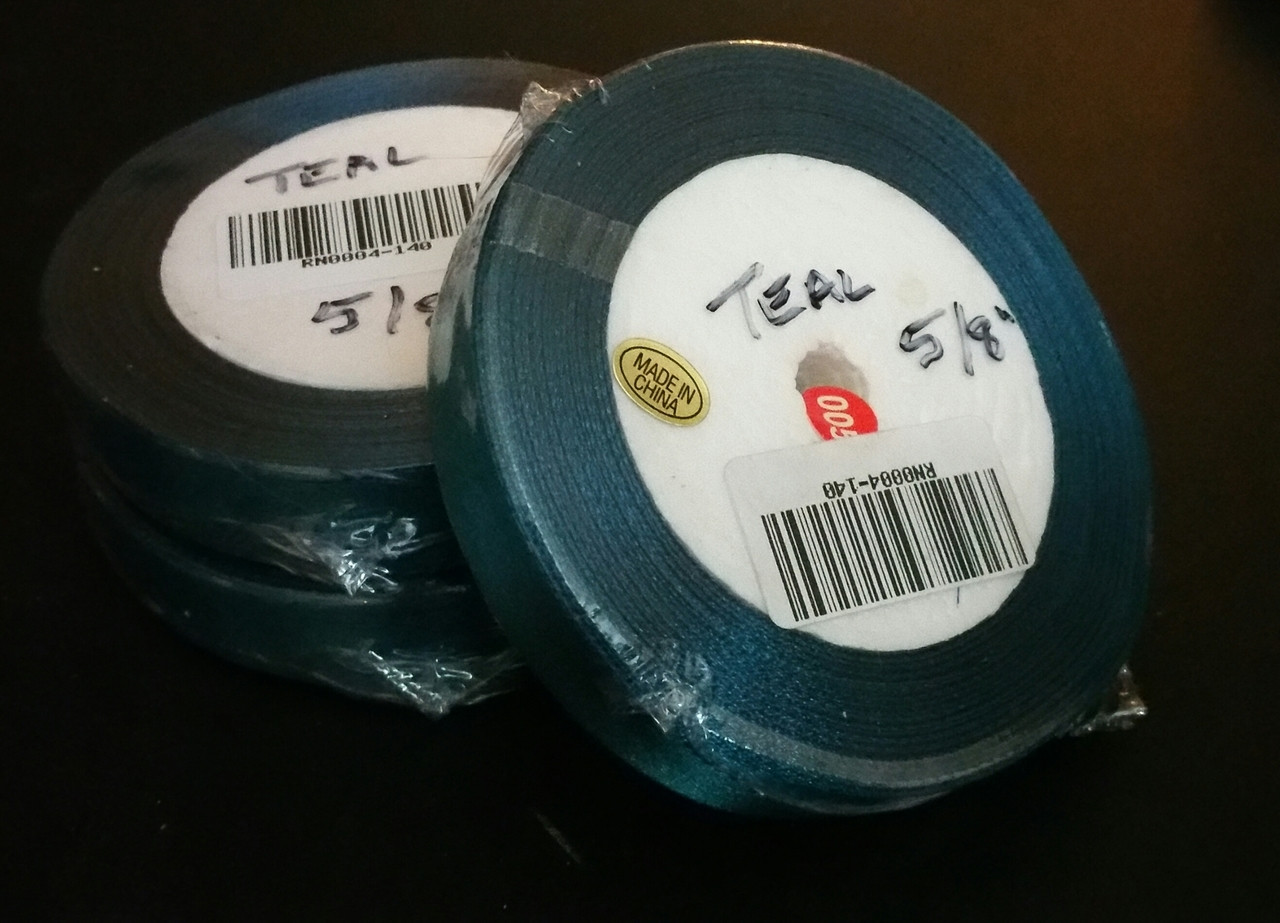 TEAL
RN0004-140
5/8
TEAL
5/8"
MADE IN
CHINA
RN0004-140